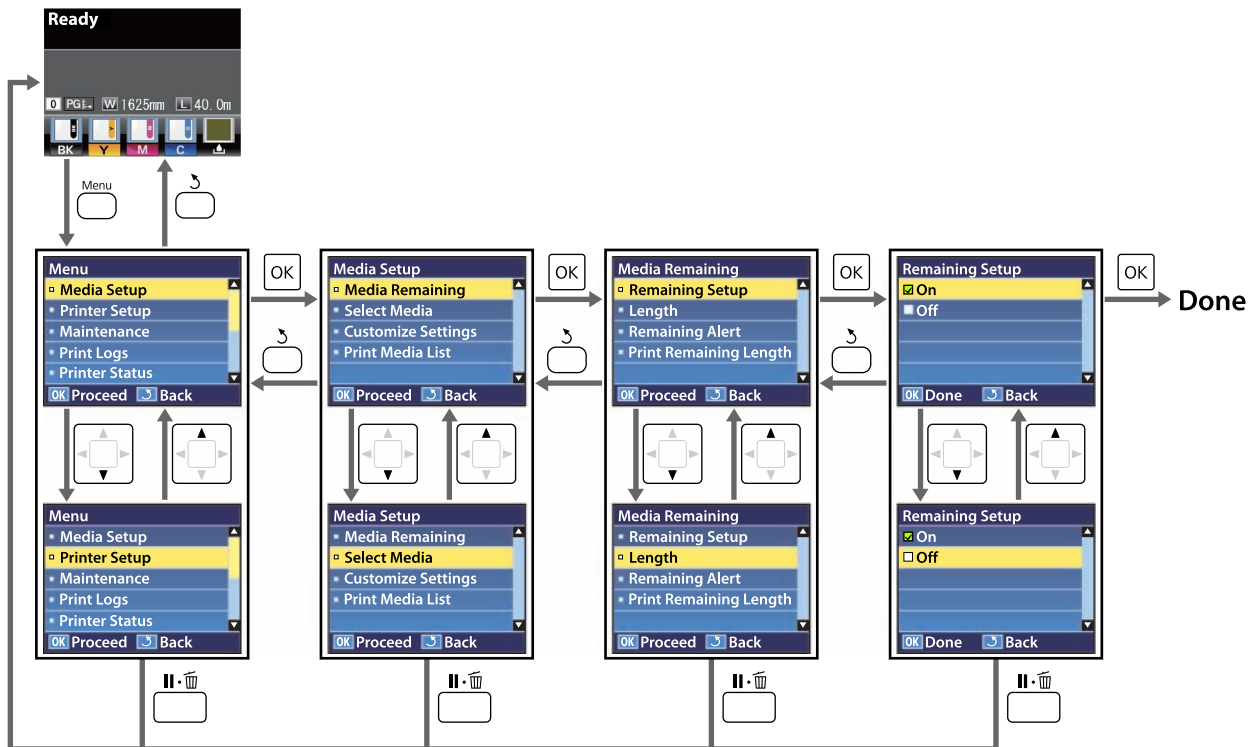 Ready
0 PG W 1625mm L 40.0m
BK Y M C
BK Y M C
Menu
OK OK OK OK
Menu
Media Setup
Printer Setup
Maintenance
Print Logs
Printer Status
OK Proceed Back
Media Setup
Media Remaining
Select Media
Customize Settings
Print Media List
OK Proceed Back
Media Remaining
Remaining Setup
Length
Remaining Alert
Print Remaining Length
OK Proceed Back
Remaining Setup
On
Off
OK Done Back
Done
Menu
Media Setup
Printer Setup
Maintenance
Print Logs
Printer Status
OK Proceed Back
Media Setup
Media Remaining
Select Media
Customize Settings
Print Media List
OK Proceed Back
Media Remaining
Remaining Setup
Length
Remaining Alert
Print Remaining Length
OK Proceed Back
Remaining Setup
On
Off
OK Done Back